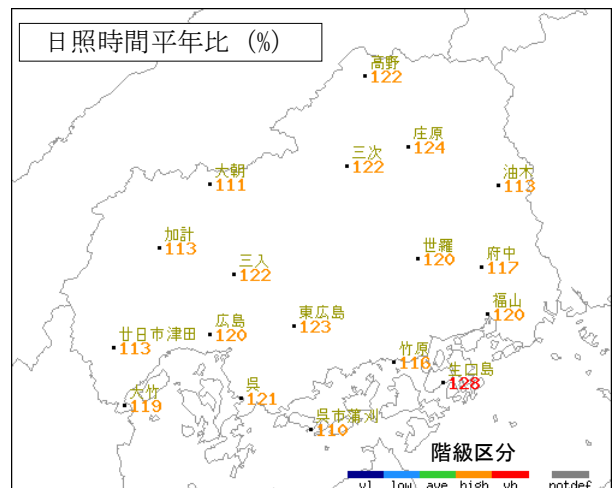 日照時間平年比 (%)
高野
122
庄原
124
三次
122
大朝
111
油木
113
加計
113
三入
122
世羅
120
府中
117
福山
120
東広島
123
広島
120
廿日市津田
113
竹原
116
生口島
128
大竹
119
呉
121
呉市蒲刈
110
階級区分
vl low ave high vh notdef